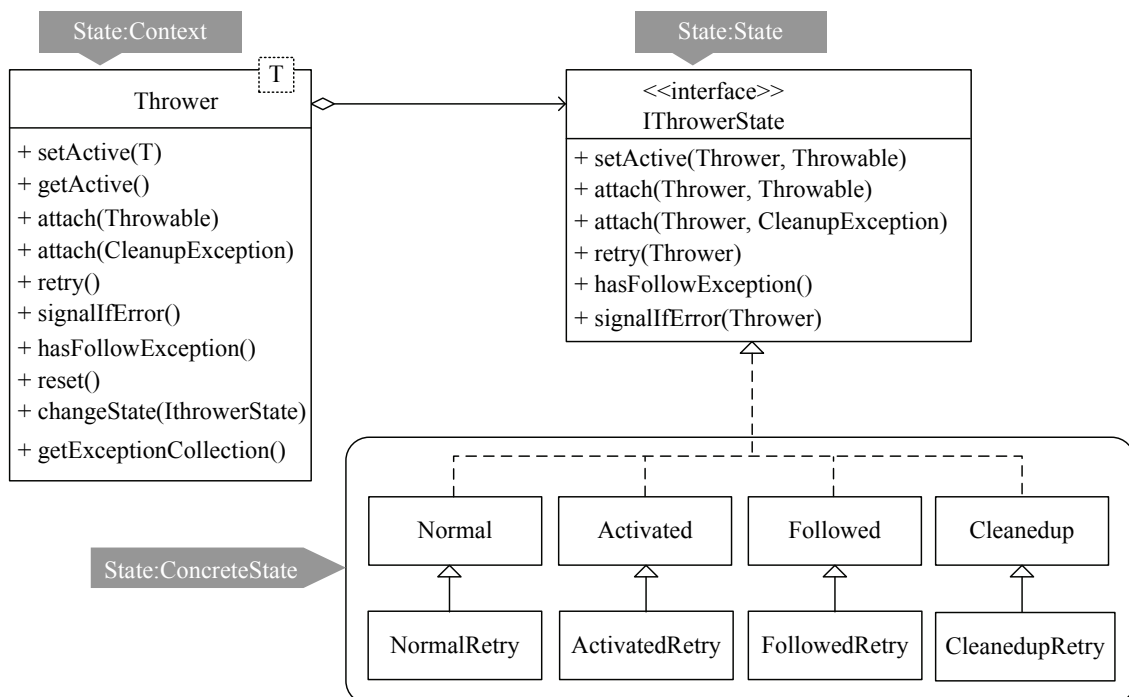 State:Context
State:State
T
Thrower
+ setActive(T)
+ getActive()
+ attach(Throwable)
+ attach(CleanupException)
+ retry()
+ signalIfError()
+ hasFollowException()
+ reset()
+ changeState(IthrowerState)
+ getExceptionCollection()
<<interface>>
IThrowerState
+ setActive(Thrower, Throwable)
+ attach(Thrower, Throwable)
+ attach(Thrower, CleanupException)
+ retry(Thrower)
+ hasFollowException()
+ signalIfError(Thrower)
State:ConcreteState
Normal
Activated
Followed
Cleanedup
NormalRetry
ActivatedRetry
FollowedRetry
CleanedupRetry